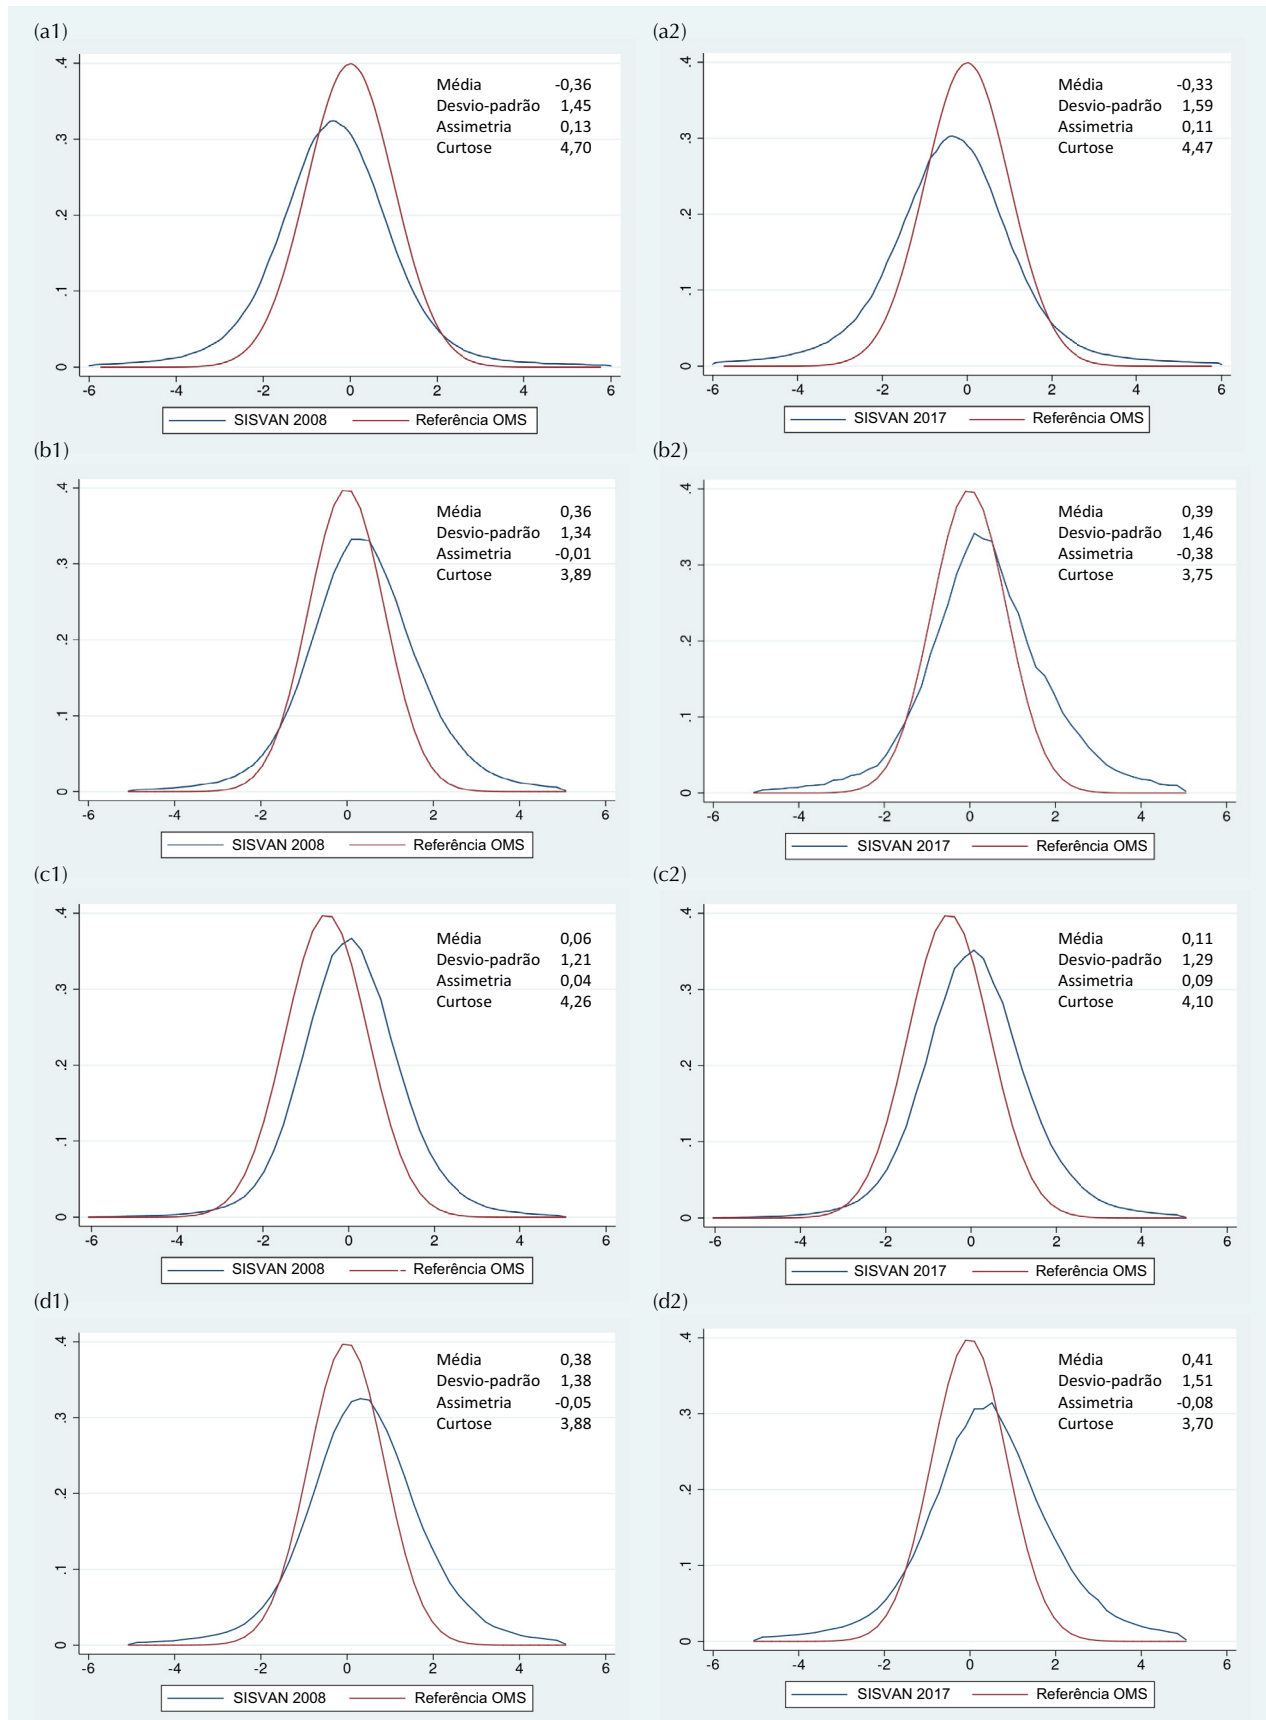 (a1)
.4
.3
.2
.1
0
Média -0,36
Desvio-padrão 1,45
Assimetria 0,13
Curtose 4,70
-6 -4 -2 0 2 4 6
SISVAN 2008 Referência OMS
(a2)
.4
.3
.2
.1
0
Média -0,33
Desvio-padrão 1,59
Assimetria 0,11
Curtose 4,47
-6 -4 -2 0 2 4 6
SISVAN 2017 Referência OMS
(b1)
.4
.3
.2
.1
0
Média 0,36
Desvio-padrão 1,34
Assimetria -0,01
Curtose 3,89
-6 -4 -2 0 2 4 6
SISVAN 2008 Referência OMS
(b2)
.4
.3
.2
.1
0
Média 0,39
Desvio-padrão 1,46
Assimetria -0,38
Curtose 3,75
-6 -4 -2 0 2 4 6
SISVAN 2017 Referência OMS
(c1)
.4
.3
.2
.1
0
Média 0,06
Desvio-padrão 1,21
Assimetria 0,04
Curtose 4,26
-6 -4 -2 0 2 4 6
SISVAN 2008 Referência OMS
(c2)
.4
.3
.2
.1
0
Média 0,11
Desvio-padrão 1,29
Assimetria 0,09
Curtose 4,10
-6 -4 -2 0 2 4 6
SISVAN 2017 Referência OMS
(d1)
.4
.3
.2
.1
0
Média 0,38
Desvio-padrão 1,38
Assimetria -0,05
Curtose 3,88
-6 -4 -2 0 2 4 6
SISVAN 2008 Referência OMS
(d2)
.4
.3
.2
.1
0
Média 0,41
Desvio-padrão 1,51
Assimetria -0,08
Curtose 3,70
-6 -4 -2 0 2 4 6
SISVAN 2017 Referência OMS